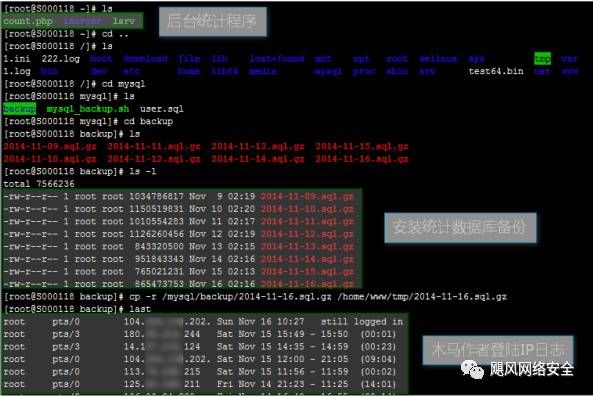 [root@S000118 ~]# ls
count.php lsserver lsrv
后台统计程序
[root@S000118 ~]# cd ..
[root@S000118 /]# ls
1.ini 222.log boot download file lib lost+found mnt opt root selinux sys tmp var
1.log bin dev etc home lib64 media mysql proc sbin srv test64.bin usr www
[root@S000118 /]# cd mysql
[root@S000118 mysql]# ls
backup mysql_backup.sh user.sql
[root@S000118 mysql]# cd backup
[root@S000118 backup]# ls
2014-11-09.sql.gz 2014-11-11.sql.gz 2014-11-13.sql.gz 2014-11-15.sql.gz
2014-11-10.sql.gz 2014-11-12.sql.gz 2014-11-14.sql.gz 2014-11-16.sql.gz
[root@S000118 backup]# ls -l
total 7566236
-rw-r--r-- 1 root root 1034786817 Nov 9 02:19 2014-11-09.sql.gz
-rw-r--r-- 1 root root 1150519831 Nov 10 02:20 2014-11-10.sql.gz
-rw-r--r-- 1 root root 1010554283 Nov 11 02:17 2014-11-11.sql.gz
-rw-r--r-- 1 root root 1126260456 Nov 12 02:19 2014-11-12.sql.gz
-rw-r--r-- 1 root root 843320500 Nov 13 02:15 2014-11-13.sql.gz
-rw-r--r-- 1 root root 951843343 Nov 14 02:16 2014-11-14.sql.gz
-rw-r--r-- 1 root root 765021231 Nov 15 02:13 2014-11-15.sql.gz
-rw-r--r-- 1 root root 865473753 Nov 16 02:16 2014-11-16.sql.gz
安装统计数据库备份
[root@S000118 backup]# cp -r /mysql/backup/2014-11-16.sql.gz /home/www/tmp/2014-11-16.sql.gz
[root@S000118 backup]# last
root pts/0 104. .202. Sun Nov 16 10:27 still logged in
root pts/3 180. 244 Sat Nov 15 15:49 - 15:50 (00:01)
root pts/3 14.1 124 Sat Nov 15 14:35 - 14:59 (00:23)
root pts/0 104. .202. Sat Nov 15 12:00 - 21:05 (09:04)
root pts/0 113. 215 Sat Nov 15 11:56 - 11:59 (00:02)
root pts/0 125. 211 Fri Nov 14 21:23 - 11:25 (14:01)
木马作者登陆IP日志
飓风网络安全